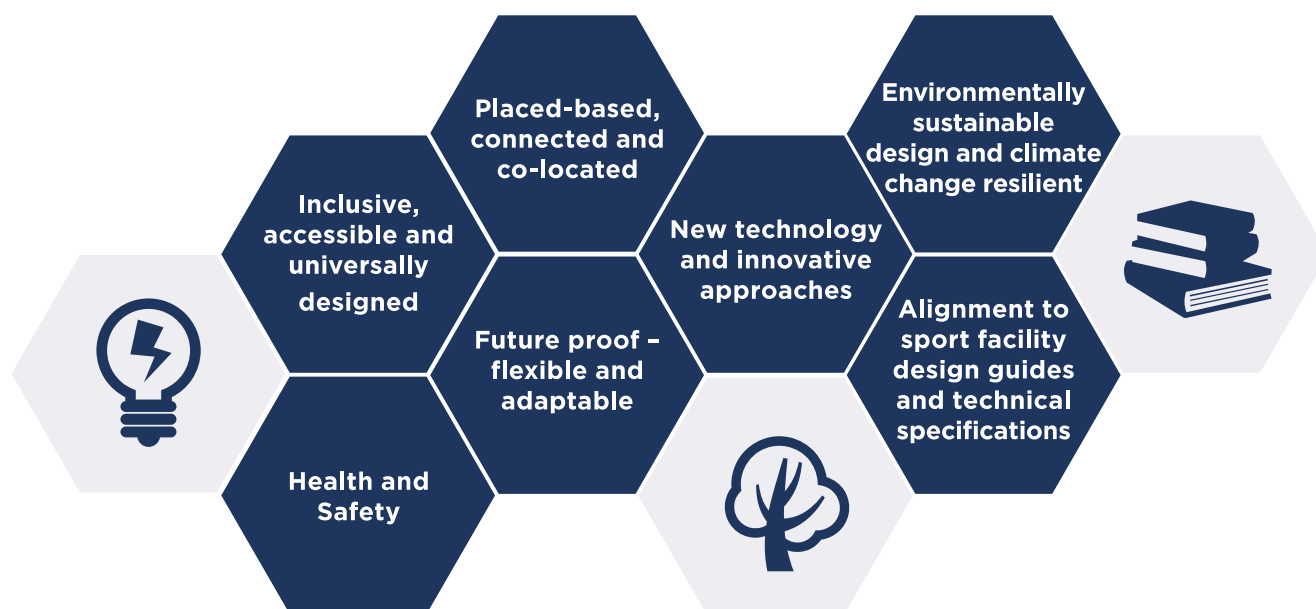 Placed-based,
connected and
co-located
Environmentally
sustainable
design and climate
change resilient
Inclusive,
accessible and
universally
designed
New technology
and innovative
approaches
Future proof –
flexible and
adaptable
Alignment to
sport facility
design guides
and technical
specifications
Health and
Safety